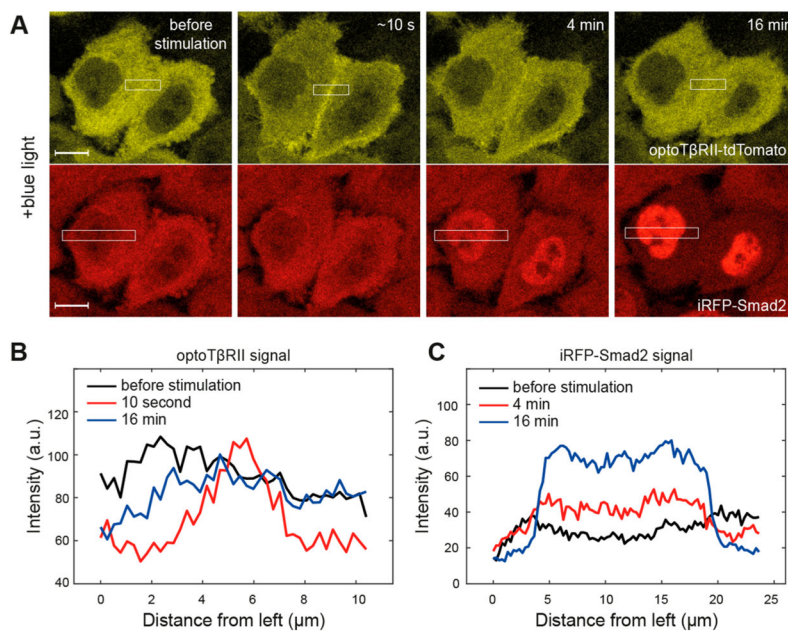 A
+blue light
before
stimulation
~10 s
4 min
16 min
optoTβRII-tdTomato
iRFP-Smad2
B
optoTβRII signal
before stimulation
10 second
16 min
Intensity (a.u.)
120
100
80
60
40
0
2
4
6
8
10
Distance from left (μm)
C
iRFP-Smad2 signal
before stimulation
4 min
16 min
Intensity (a.u.)
100
80
60
40
20
0
0
5
10
15
20
25
Distance from left (μm)